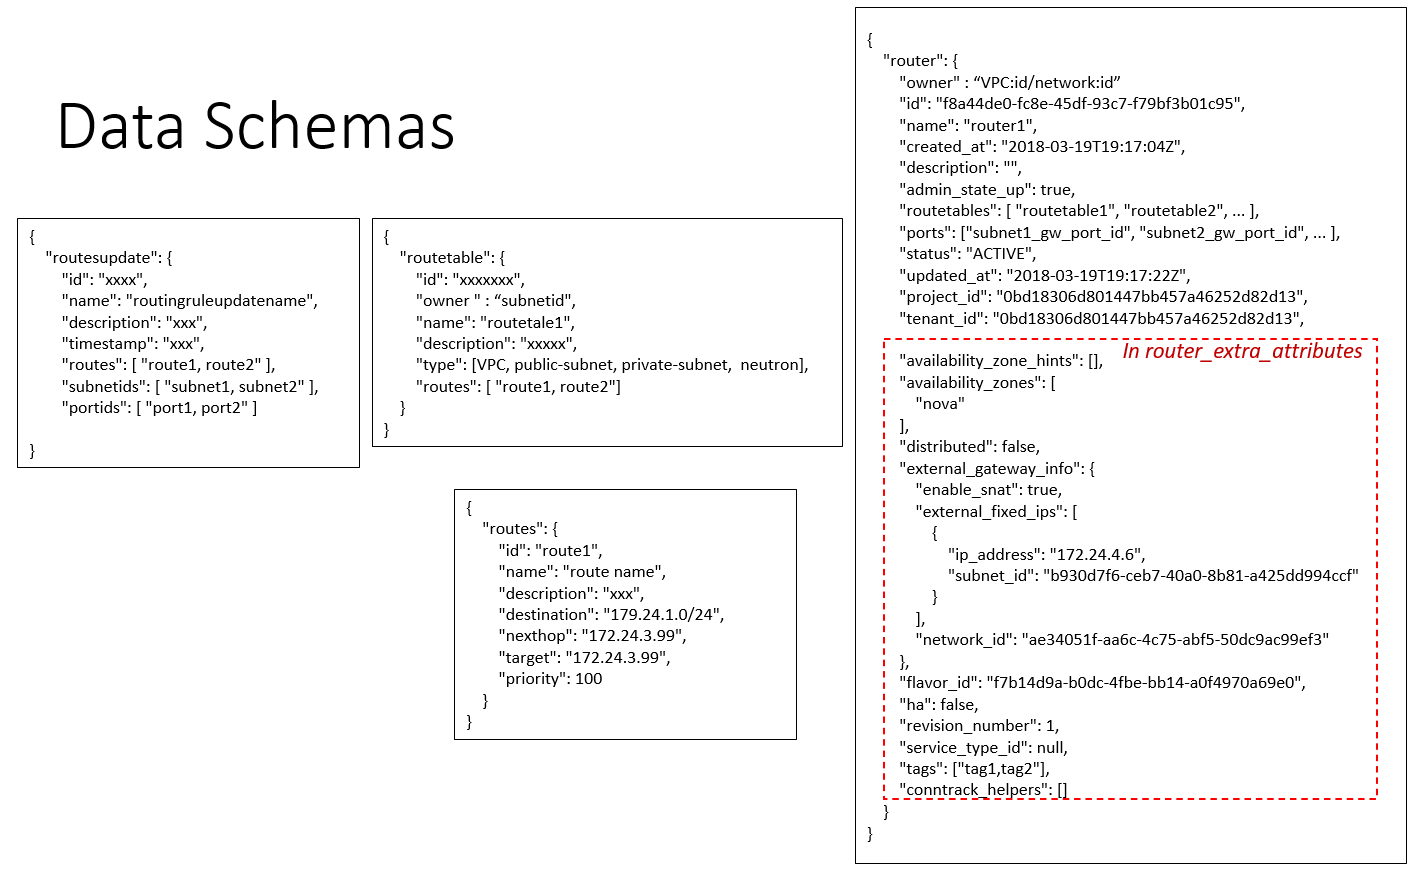 Data Schemas
{
"routesupdate": {
"id": "xxxx",
"name": "routingruleupdatename",
"description": "xxx",
"timestamp": "xxx",
"routes": [ "route1, route2" ],
"subnetids": [ "subnet1, subnet2" ],
"portids": [ "port1, port2" ]
}
{
"routetable": {
"id": "xxxxxxx",
"owner " : “subnetid",
"name": "routetale1",
"description": "xxxxx",
"type": [VPC, public-subnet, private-subnet,  neutron],
"routes": [ "route1, route2"]
}
}
{
"routes": {
"id": "route1",
"name": "route name",
"description": "xxx",
"destination": "179.24.1.0/24",
"nexthop": "172.24.3.99",
"target": "172.24.3.99",
"priority": 100
}
}
{
"router": {
"owner" : “VPC:id/network:id”
"id": "f8a44de0-fc8e-45df-93c7-f79bf3b01c95",
"name": "router1",
"created_at": "2018-03-19T19:17:04Z",
"description": "",
"admin_state_up": true,
"routetables": [ "routetable1", "routetable2", ... ],
"ports": ["subnet1_gw_port_id", "subnet2_gw_port_id", ... ],
"status": "ACTIVE",
"updated_at": "2018-03-19T19:17:22Z",
"project_id": "0bd18306d801447bb457a46252d82d13",
"tenant_id": "0bd18306d801447bb457a46252d82d13",
In router_extra_attributes
"availability_zone_hints": [],
"availability_zones": [
"nova"
],
"distributed": false,
"external_gateway_info": {
"enable_snat": true,
"external_fixed_ips": [
{
"ip_address": "172.24.4.6",
"subnet_id": "b930d7f6-ceb7-40a0-8b81-a425dd994ccf"
}
],
"network_id": "ae34051f-aa6c-4c75-abf5-50dc9ac99ef3"
},
"flavor_id": "f7b14d9a-b0dc-4fbe-bb14-a0f4970a69e0",
"ha": false,
"revision_number": 1,
"service_type_id": null,
"tags": ["tag1,tag2"],
"conntrack_helpers": []
}
}